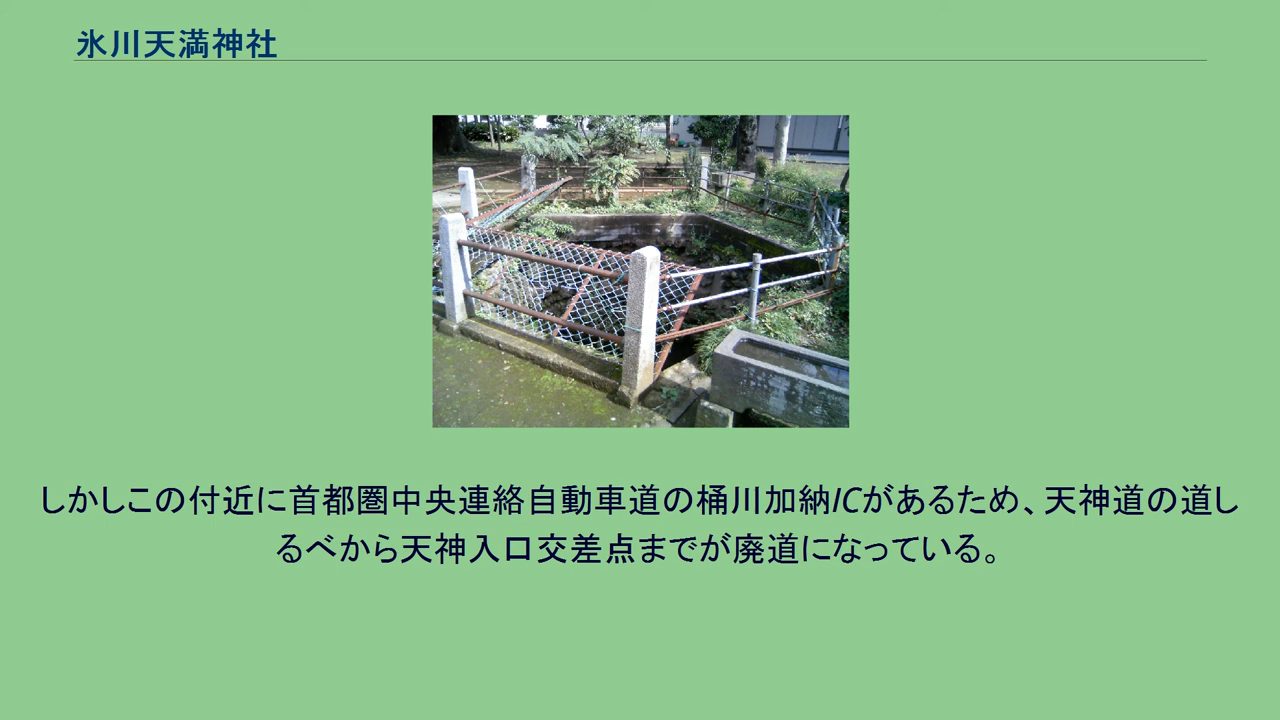 氷川天満神社
しかしこの付近に首都圏中央連絡自動車道の桶川加納ICがあるため、天神道の道し
るべから天神入口交差点までが廃道になっている。